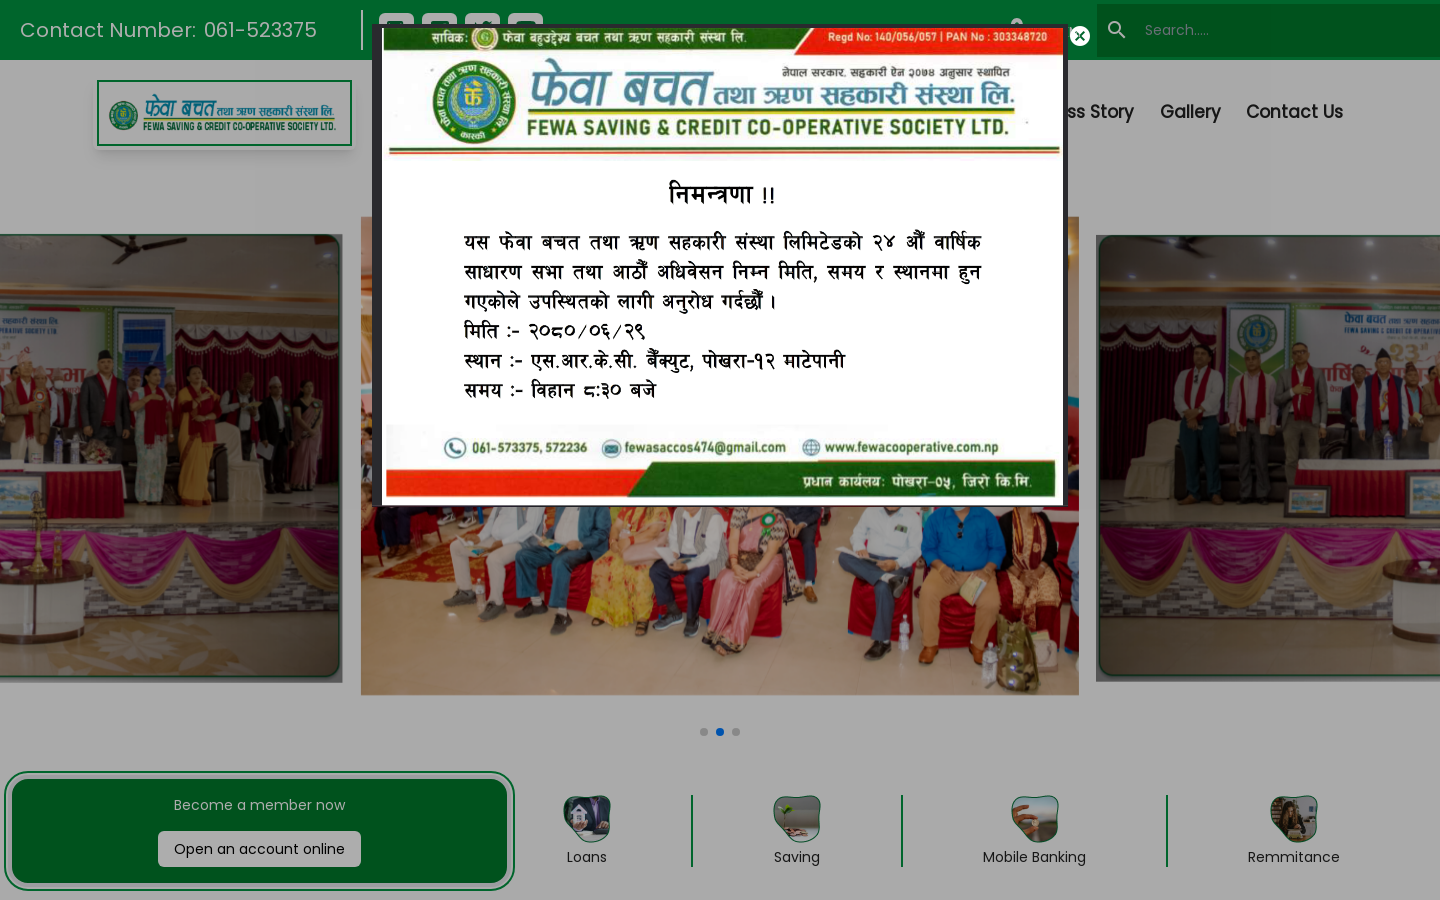 Contact Number: 061-523375
Search.....
साविक: फेवा बहुउद्देश्य बचत तथा ऋण सहकारी संस्था लि.
Regd No: 140/056/057 | PAN No : 303348720
नेपाल सरकार, सहकारी ऐन २०७४ अनुसार स्थापित
फेवा बचत तथा ऋण सहकारी संस्था लि.
FEWA SAVING & CREDIT CO-OPERATIVE SOCIETY LTD.
फेवा बचत तथा ऋण सहकारी संस्था लि.
FEWA SAVING & CREDIT CO-OPERATIVE SOCIETY LTD.
ss Story
Gallery
Contact Us
निमन्त्रणा !!
यस फेवा बचत तथा ऋण सहकारी संस्था लिमिटेडको २४ औँ वार्षिक
साधारण सभा तथा आठौँ अधिवेसन निम्न मिति, समय र स्थानमा हुन
गएकोले उपस्थितको लागी अनुरोध गर्दछौँ ।
मिति :- २०८०/०६/२९
स्थान :- एस.आर.के.सी. बैंक्युट, पोखरा-१२ माटेपानी
समय :- विहान ८:३० बजे
061-573375, 572236 fewasaccos474@gmail.com www.fewacooperative.com.np
प्रधान कार्यलय: पोखरा-०५, जिरो कि.मि.
Become a member now
Open an account online
Loans
Saving
Mobile Banking
Remmitance